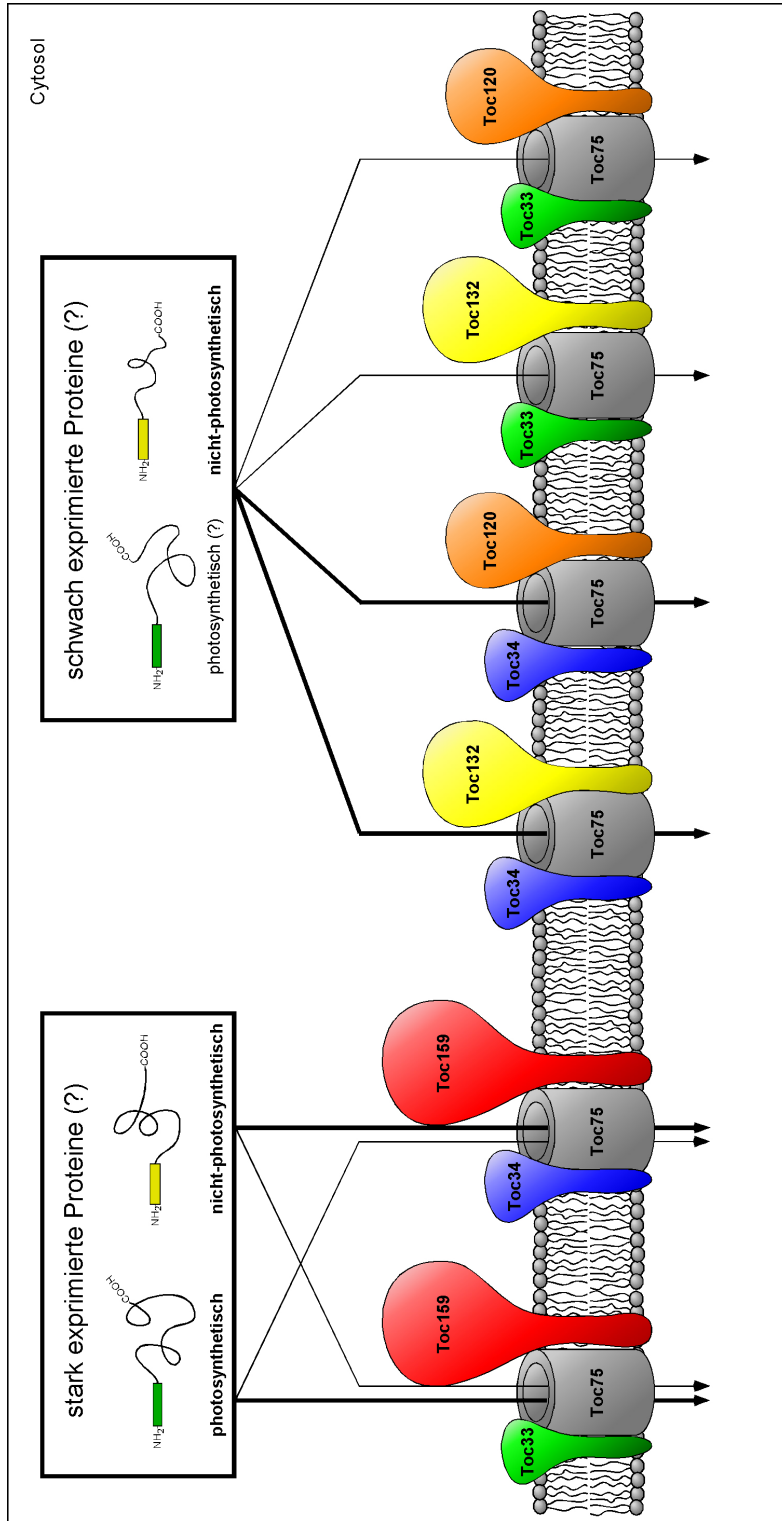 Cytosol
stark exprimierte Proteine (?)
NH2
COOH
photosynthetisch
NH2
COOH
nicht-photosynthetisch
schwach exprimierte Proteine (?)
NH2
COOH
photosynthetisch (?)
NH2
COOH
nicht-photosynthetisch
Toc33
Toc75
Toc159
Toc34
Toc75
Toc159
Toc34
Toc75
Toc132
Toc34
Toc75
Toc120
Toc33
Toc75
Toc132
Toc33
Toc75
Toc120